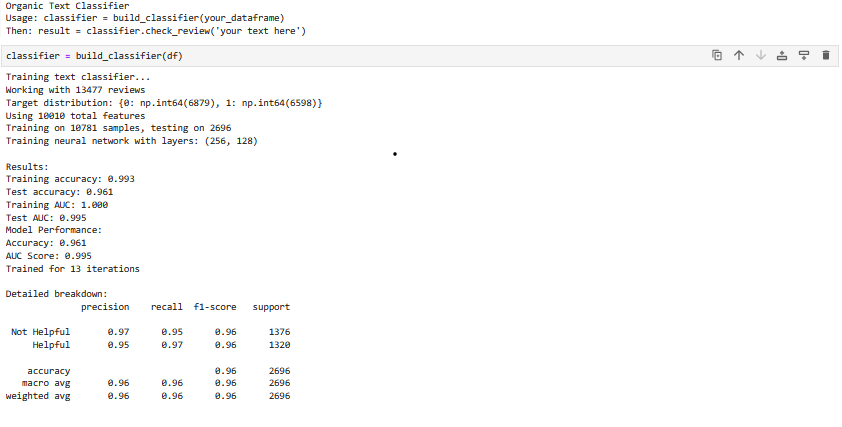 Organic Text Classifier
Usage: classifier = build_classifier(your_dataframe)
Then: result = classifier.check_review('your text here')
classifier = build_classifier(df)
Training text classifier...
Working with 13477 reviews
Target distribution: {0: np.int64(6879), 1: np.int64(6598)}
Using 10010 total features
Training on 10781 samples, testing on 2696
Training neural network with layers: (256, 128)
Results:
Training accuracy: 0.993
Test accuracy: 0.961
Training AUC: 1.000
Test AUC: 0.995
Model Performance:
Accuracy: 0.961
AUC Score: 0.995
Trained for 13 iterations
Detailed breakdown:
precision recall f1-score support
Not Helpful 0.97 0.95 0.96 1376
Helpful 0.95 0.97 0.96 1320
accuracy 0.96 2696
macro avg 0.96 0.96 0.96 2696
weighted avg 0.96 0.96 0.96 2696